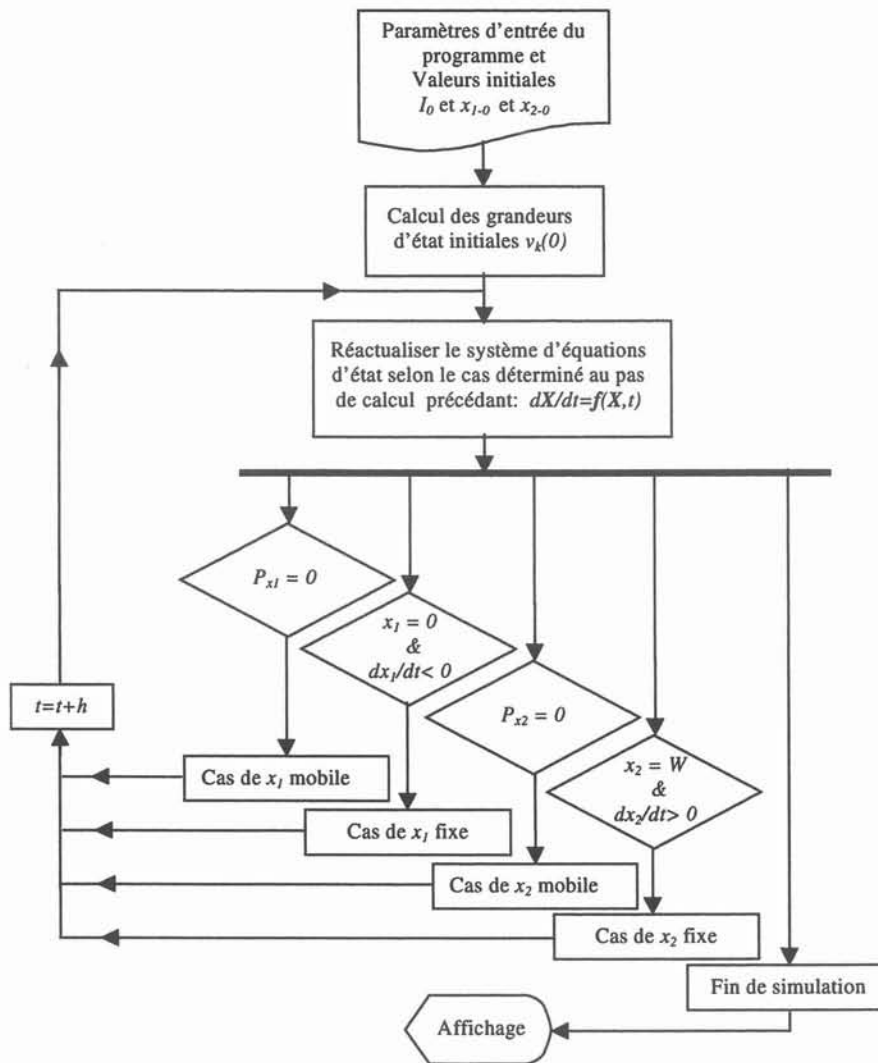 Paramètres d'entrée du
programme et
Valeurs initiales
I₀ et x₁₋₀ et x₂₋₀
Calcul des grandeurs
d'état initiales vₖ(0)
Réactualiser le système d'équations
d'état selon le cas déterminé au pas
de calcul précédant: dX/dt=f(X,t)
Pₓ₁ = 0
x₁ = 0
&
dx₁/dt< 0
Pₓ₂ = 0
x₂ = W
&
dx₂/dt> 0
t=t+h
Cas de x₁ mobile
Cas de x₁ fixe
Cas de x₂ mobile
Cas de x₂ fixe
Fin de simulation
Affichage